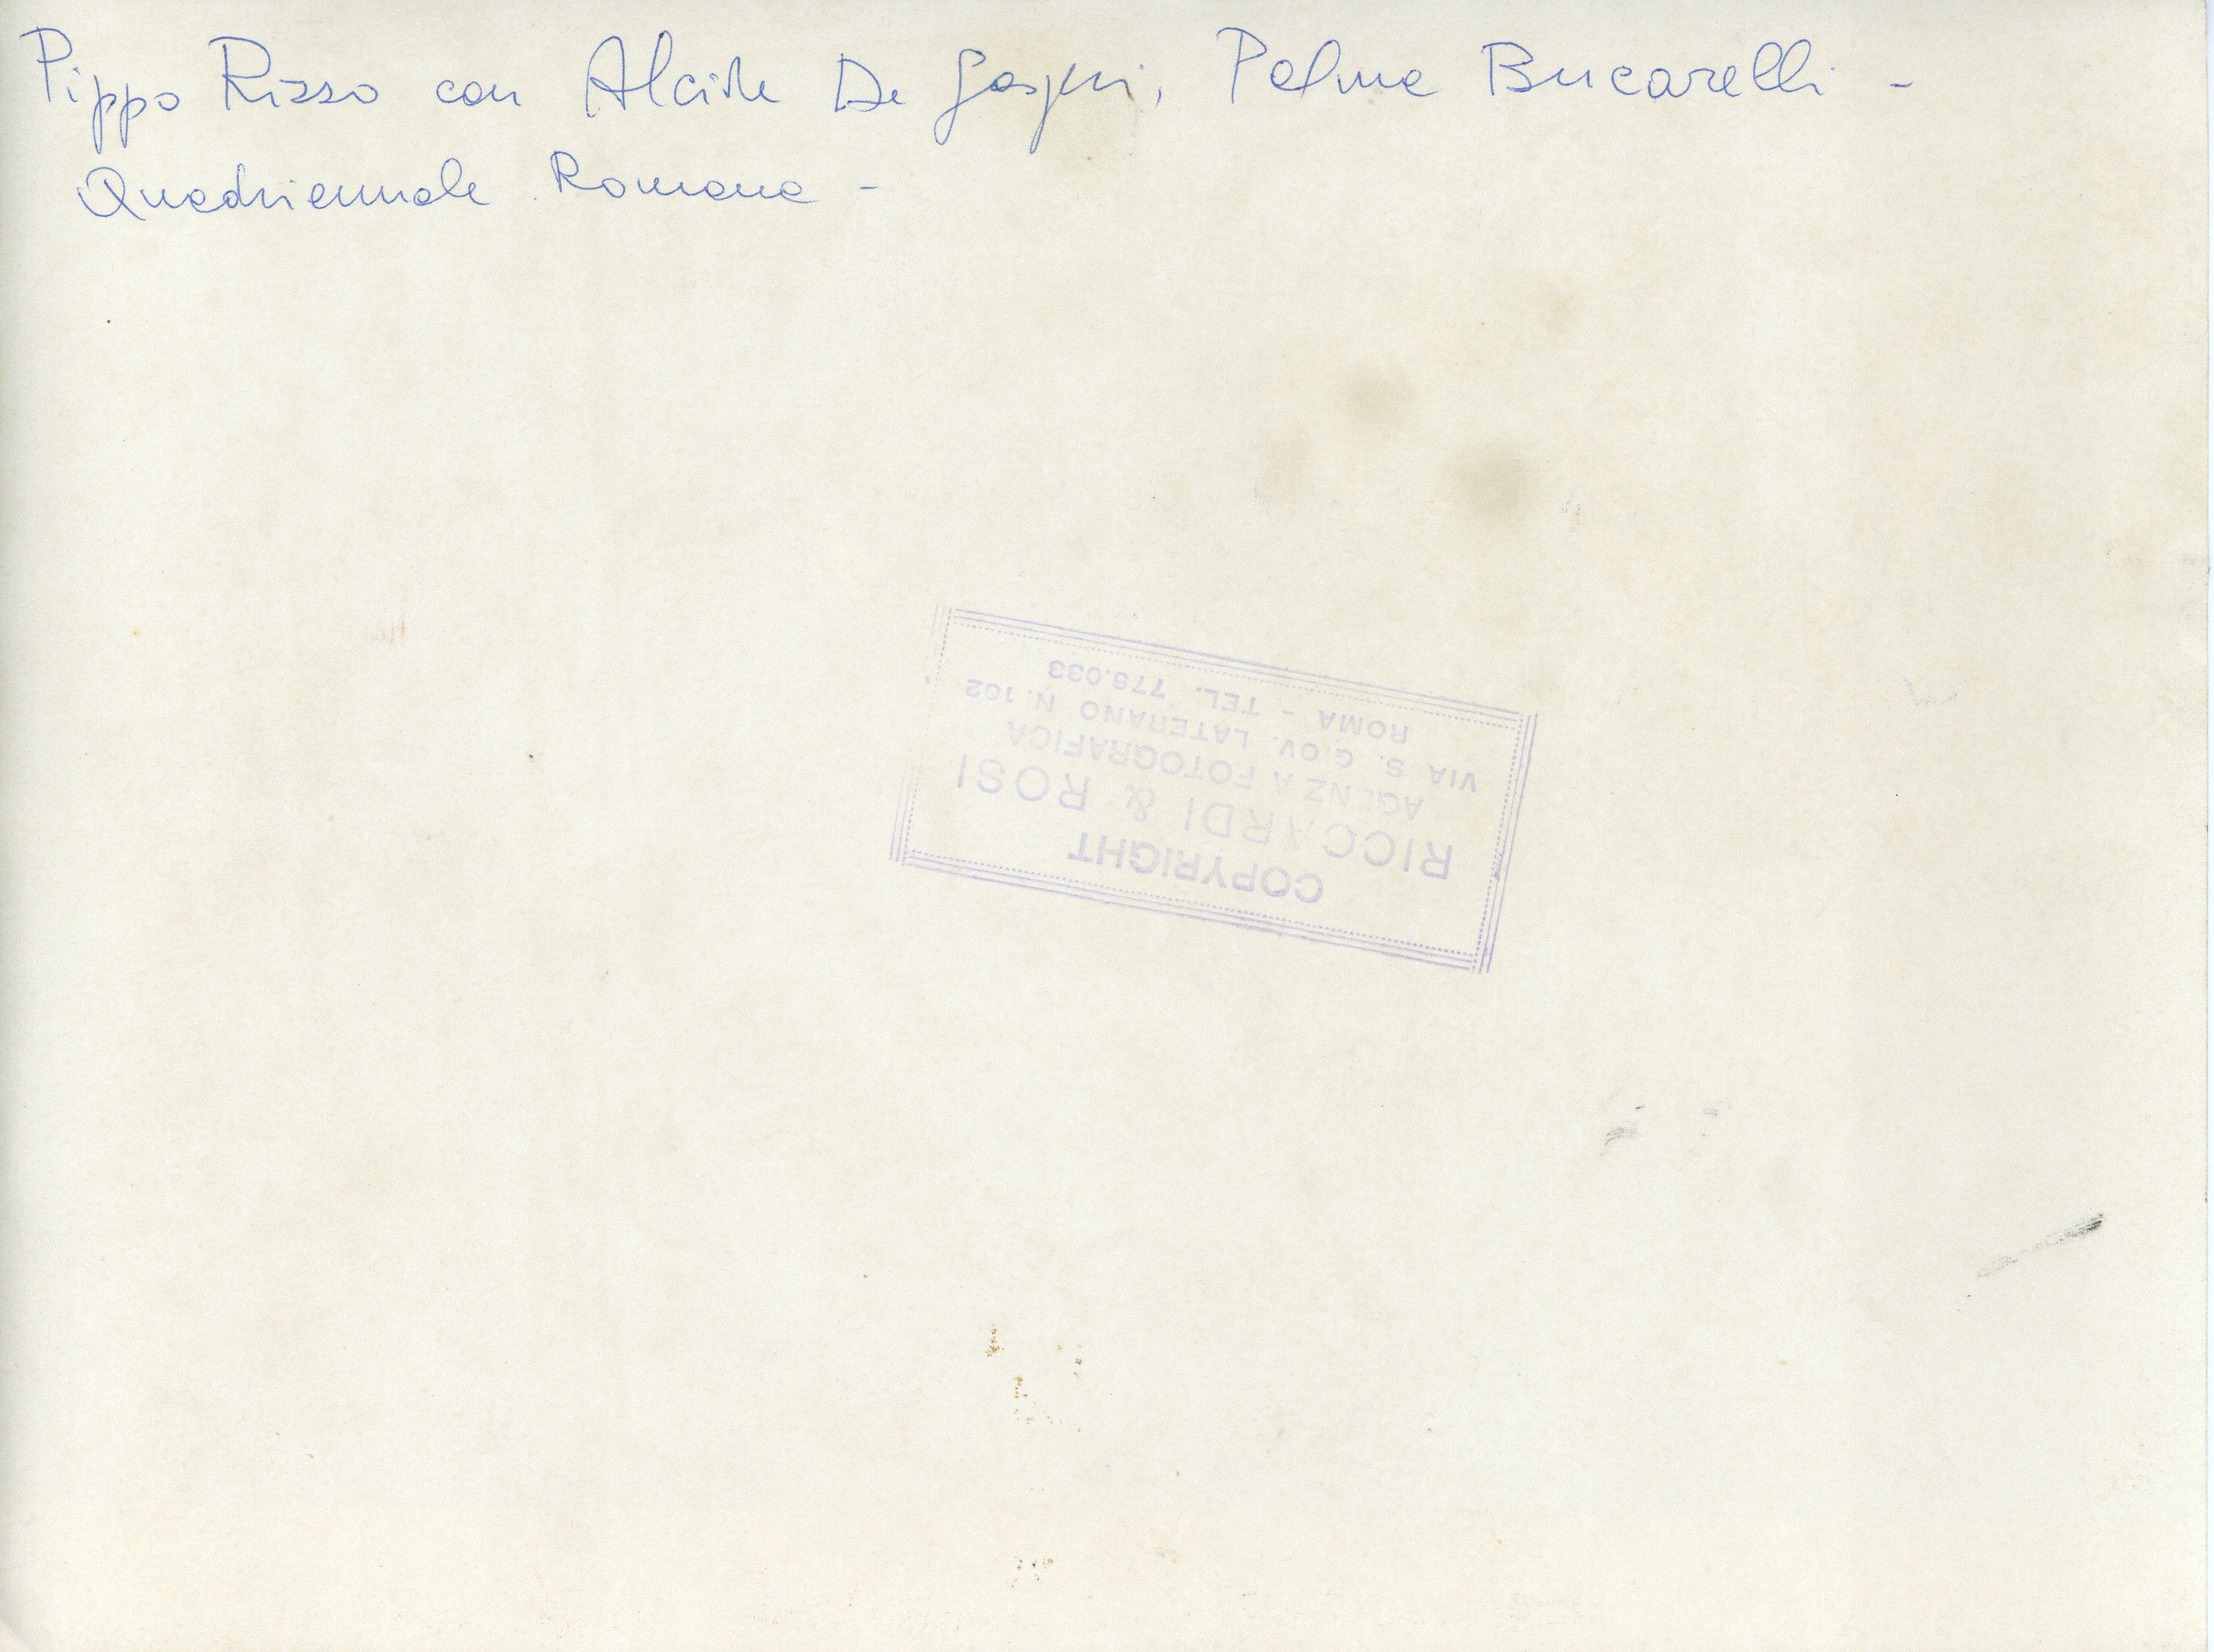 Pippo Rizzo con Alcide De Gasperi, Palma Bucarelli -
Quadriennale Romana -
COPYRIGHT
RICCARDI & ROSI
AGENZIA FOTOGRAFICA
VIA S. GIOV. LATERANO N. 102
ROMA - TEL. 778.033